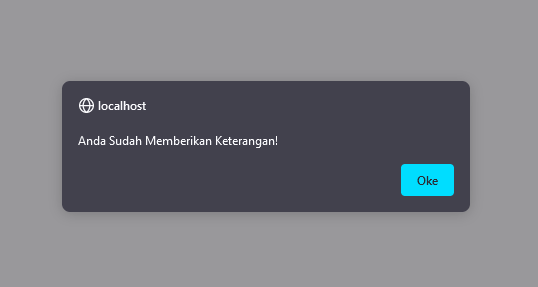 localhost
Anda Sudah Memberikan Keterangan!
Oke